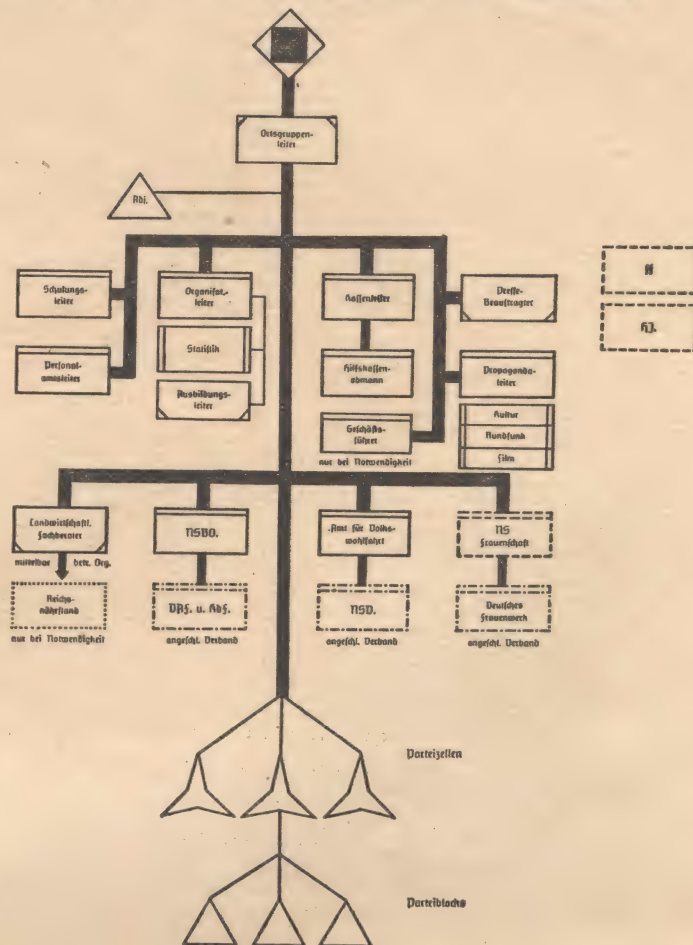 Ortsgruppen-
leiter
Adj.
Schulungs-
leiter
Organisat.-
leiter
Kassenleiter
Presse-
Beauftragter
HJ.
Statistik
Personal-
amtsleiter
Hilfskassen-
obmann
Propaganda-
leiter
Ausbildungs-
leiter
Geschäfts-
führer
nur bei Notwendigkeit
Kultur
Rundfunk
Film
Landwirtschaftl.
Fachberater
mittelbar betr. Org.
NSBO.
Amt für Volks-
wohlfahrt
NS
Frauenschaft
Reichs-
nährstand
nur bei Notwendigkeit
DAF. u. KdF.
angeschl. Verband
NSV.
angeschl. Verband
Deutsches
Frauenwerk
angeschl. Verband
Parteizellen
Parteiblocks